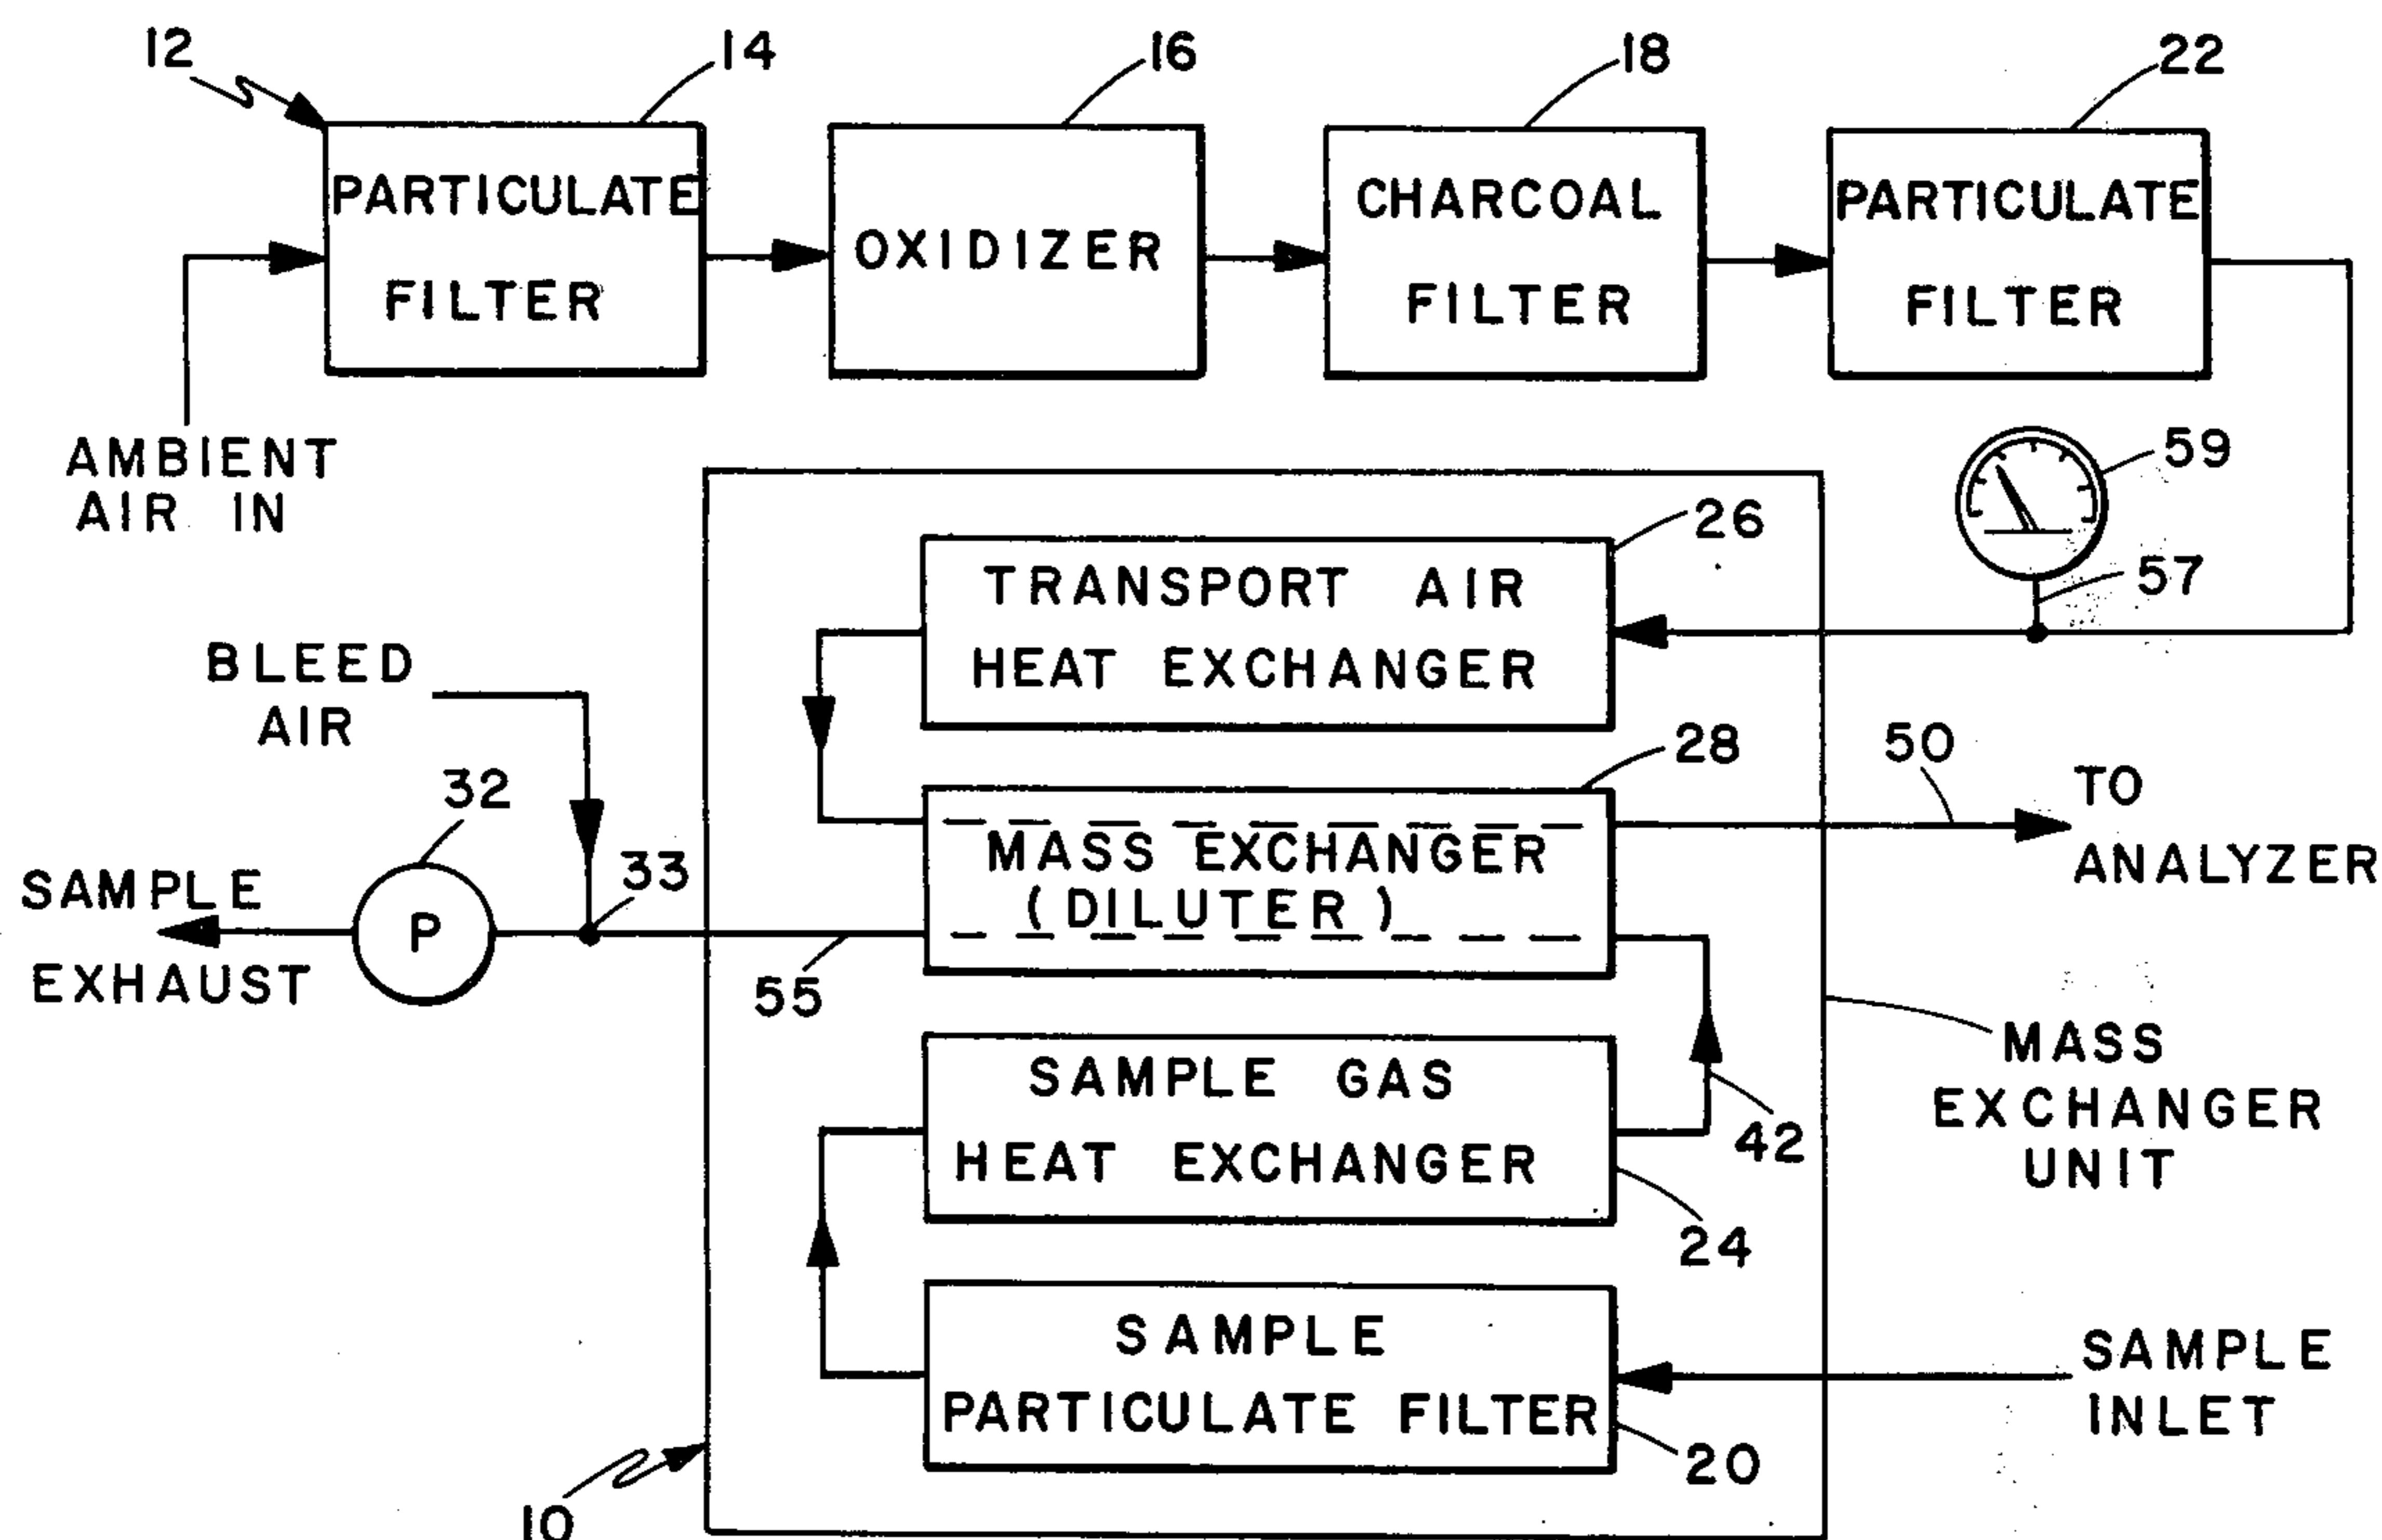 12
14
16
18
22
PARTICULATE
FILTER
OXIDIZER
CHARCOAL
FILTER
PARTICULATE
FILTER
AMBIENT
AIR IN
59
57
26
TRANSPORT AIR
HEAT EXCHANGER
BLEED
AIR
28
50
TO
ANALYZER
32
33
MASS EXCHANGER
(DILUTER)
SAMPLE
EXHAUST
P
55
MASS
EXCHANGER
UNIT
SAMPLE GAS
HEAT EXCHANGER
42
24
SAMPLE
PARTICULATE FILTER
SAMPLE
INLET
20
10